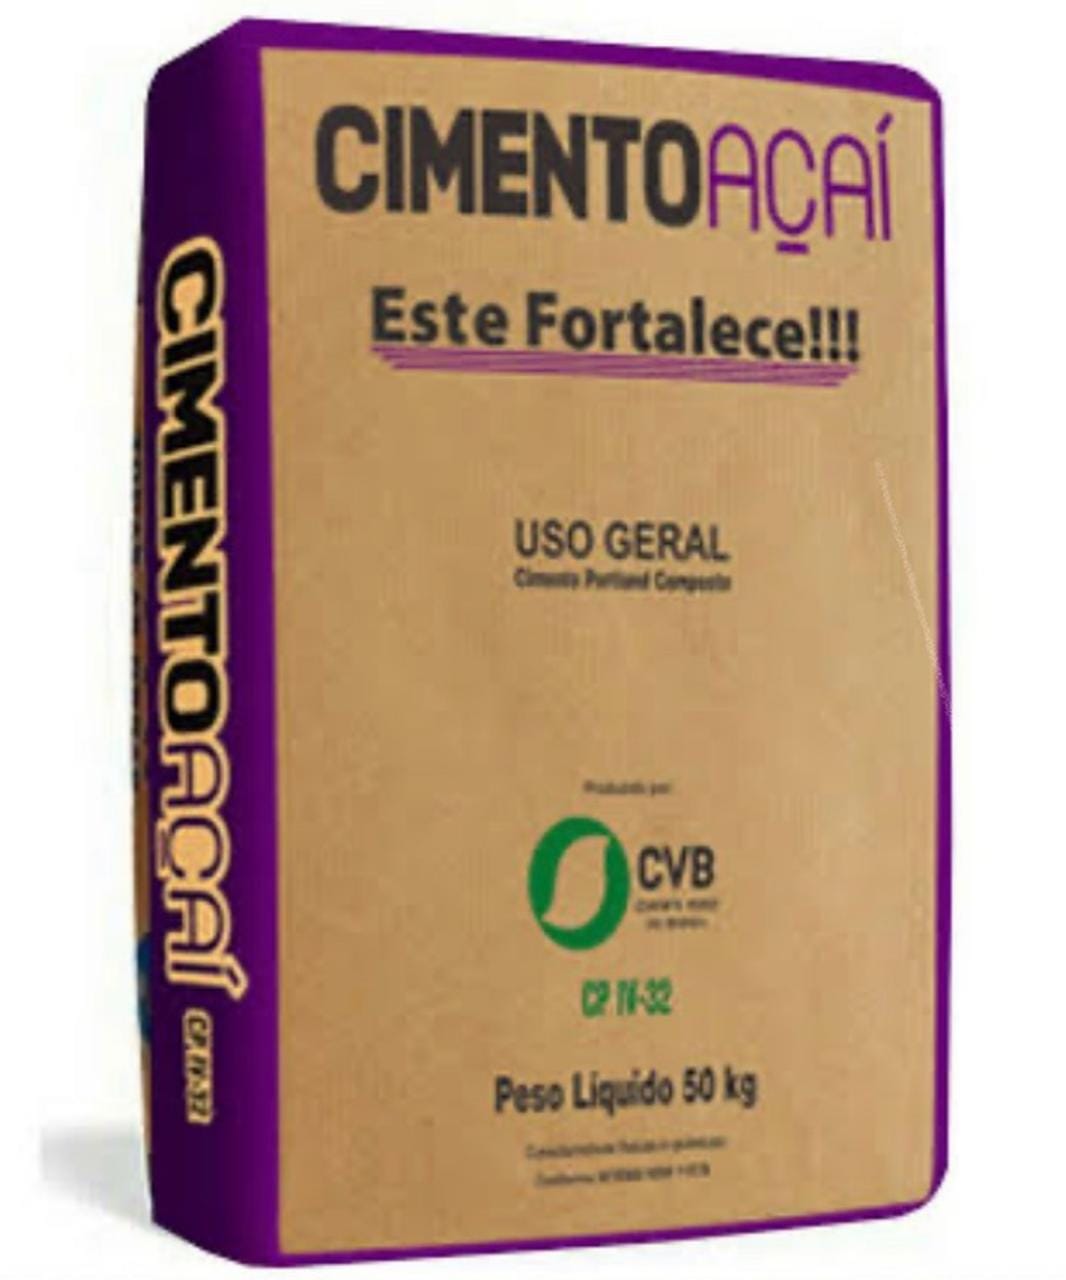 CIMENTOAÇAÍ
Este Fortalece!!!
USO GERAL
Cimento Portland Composto
Produzido por:
CVB
CP IV-32
Peso Líquido 50 kg
CIMENTOAÇAÍ CP IV-32